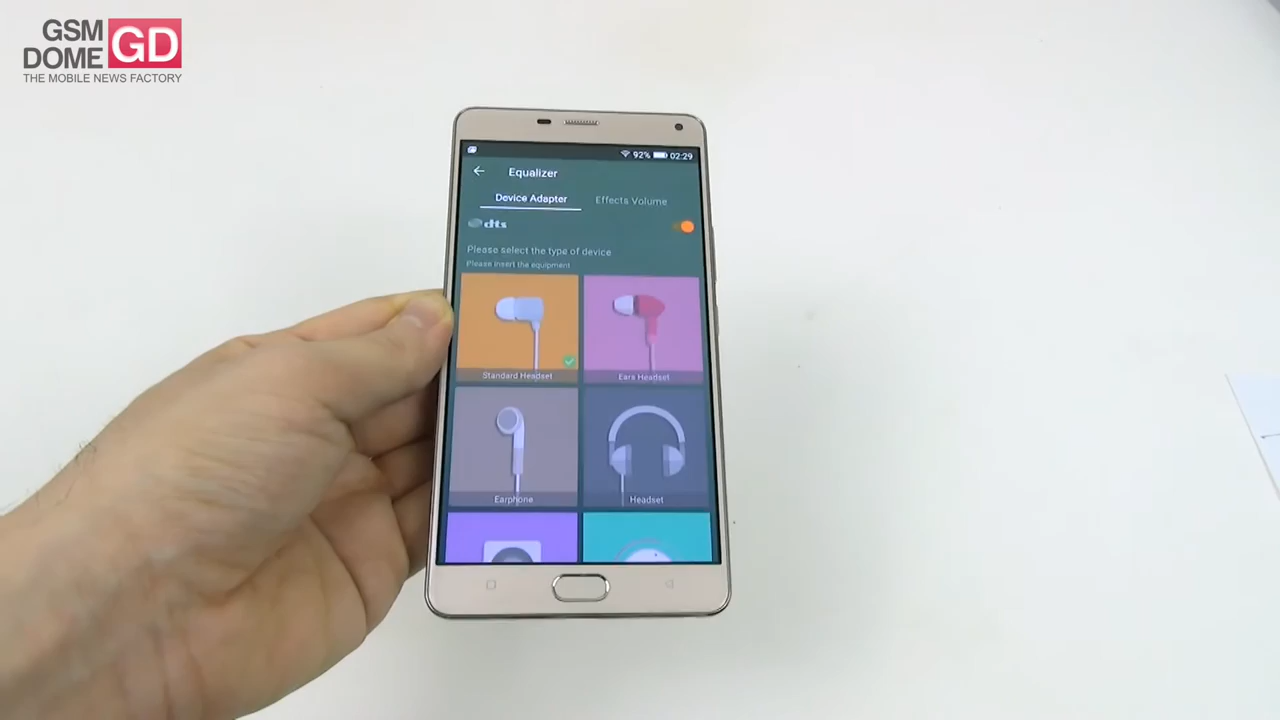 GSM
DOME GD
THE MOBILE NEWS FACTORY
92% 02:29
Equalizer
Device Adapter Effects Volume
dts
Please select the type of device
Please insert the equipment
Standard Headset Ears Headset
Earphone Headset